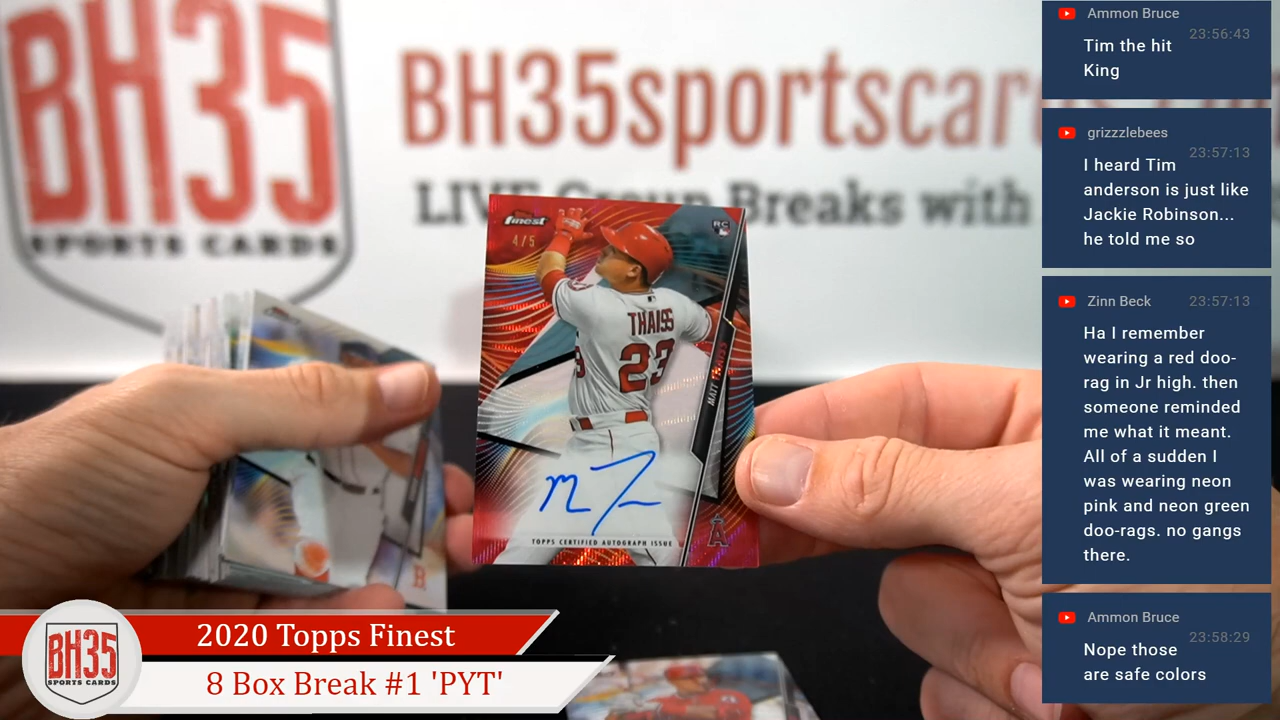 BH35
SPORTS CARDS
BH35sportscar
LIVE Group Breaks with
finest
4/5
RC
THAISS
23
MATT THAISS
TOPPS CERTIFIED AUTOGRAPH ISSUE
A
B
BH35
SPORTS CARDS
2020 Topps Finest
8 Box Break #1 'PYT'
Ammon Bruce
23:56:43
Tim the hit
King
grizzzlebees
23:57:13
I heard Tim
anderson is just like
Jackie Robinson...
he told me so
Zinn Beck
23:57:13
Ha I remember
wearing a red doo-
rag in Jr high. then
someone reminded
me what it meant.
All of a sudden I
was wearing neon
pink and neon green
doo-rags. no gangs
there.
Ammon Bruce
23:58:29
Nope those
are safe colors